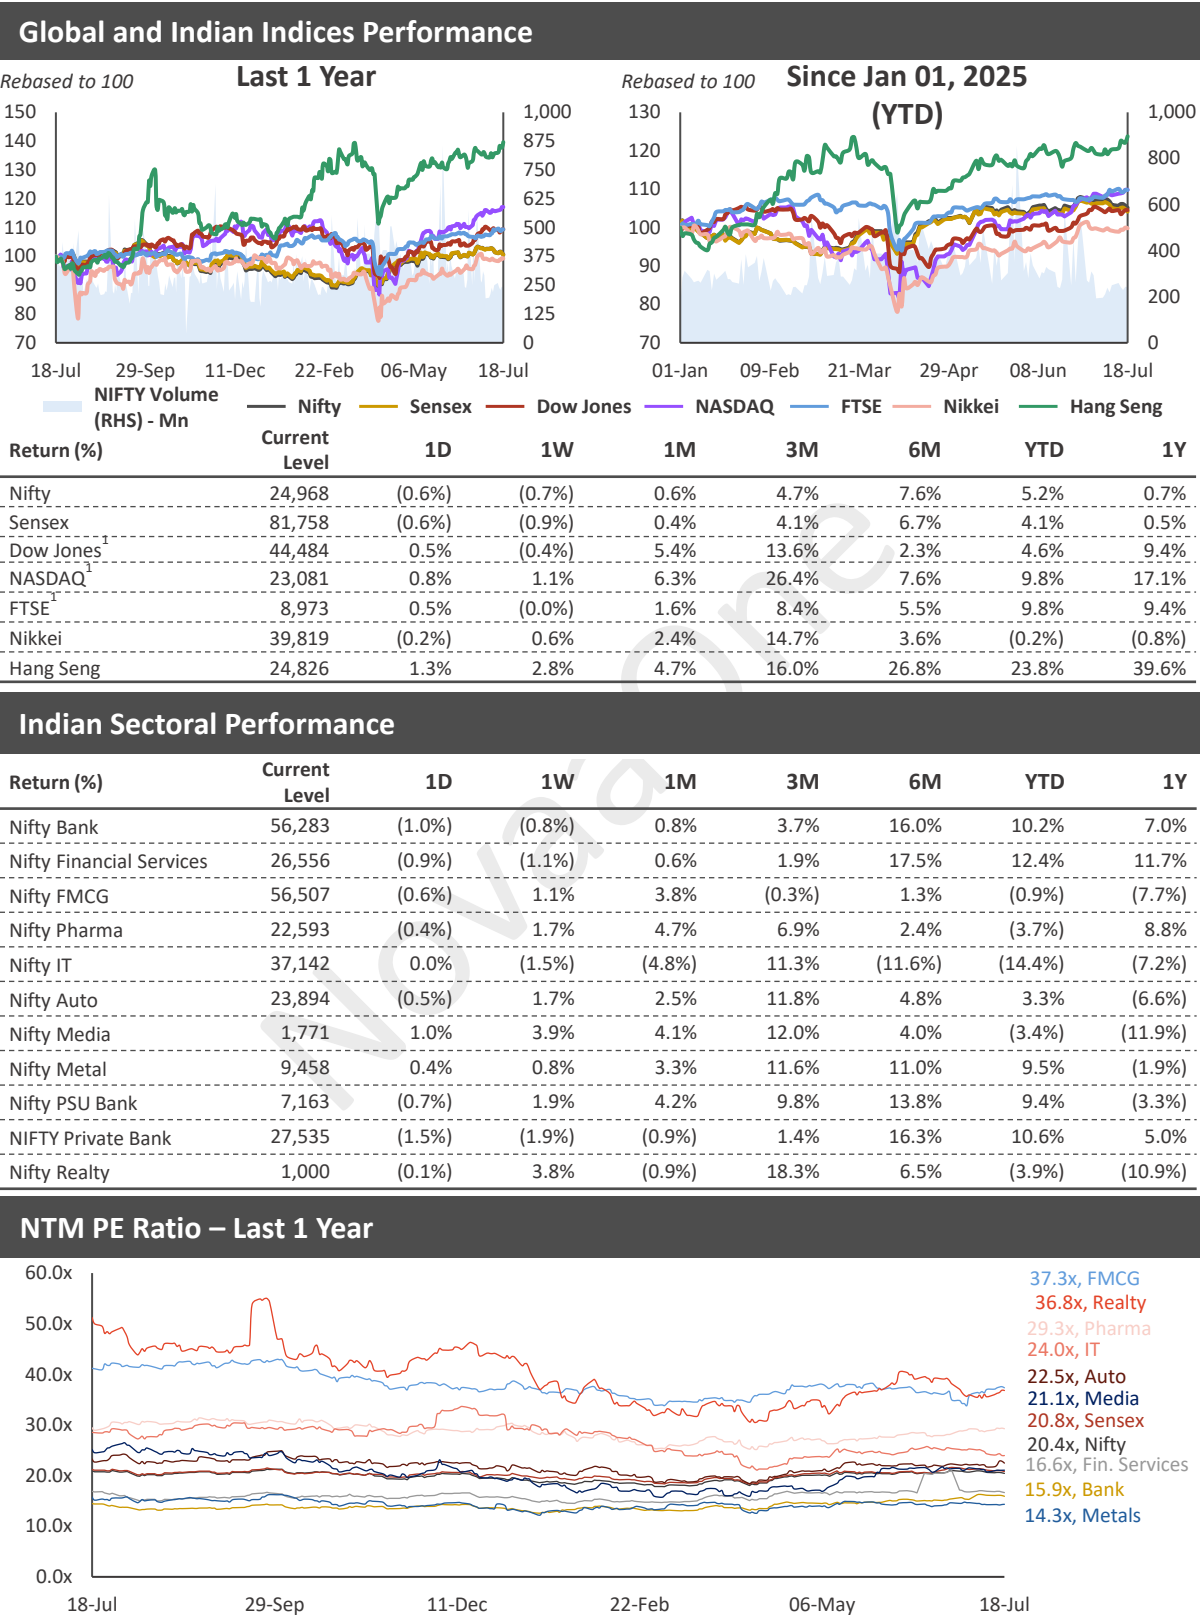 Global and Indian Indices Performance
Rebased to 100
Last 1 Year
150
140
130
120
110
100
90
80
70
1,000
875
750
625
500
375
250
125
0
18-Jul 29-Sep 11-Dec 22-Feb 06-May 18-Jul
Rebased to 100
Since Jan 01, 2025
(YTD)
130
120
110
100
90
80
70
1,000
800
600
400
200
0
01-Jan 09-Feb 21-Mar 29-Apr 08-Jun 18-Jul
NIFTY Volume
(RHS) - Mn
Nifty Sensex Dow Jones NASDAQ FTSE Nikkei Hang Seng
Return (%) Current Level 1D 1W 1M 3M 6M YTD 1Y
Nifty 24,968 (0.6%) (0.7%) 0.6% 4.7% 7.6% 5.2% 0.7%
Sensex 81,758 (0.6%) (0.9%) 0.4% 4.1% 6.7% 4.1% 0.5%
Dow Jones1 44,484 0.5% (0.4%) 5.4% 13.6% 2.3% 4.6% 9.4%
NASDAQ1 23,081 0.8% 1.1% 6.3% 26.4% 7.6% 9.8% 17.1%
FTSE1 8,973 0.5% (0.0%) 1.6% 8.4% 5.5% 9.8% 9.4%
Nikkei 39,819 (0.2%) 0.6% 2.4% 14.7% 3.6% (0.2%) (0.8%)
Hang Seng 24,826 1.3% 2.8% 4.7% 16.0% 26.8% 23.8% 39.6%
Indian Sectoral Performance
Return (%) Current Level 1D 1W 1M 3M 6M YTD 1Y
Nifty Bank 56,283 (1.0%) (0.8%) 0.8% 3.7% 16.0% 10.2% 7.0%
Nifty Financial Services 26,556 (0.9%) (1.1%) 0.6% 1.9% 17.5% 12.4% 11.7%
Nifty FMCG 56,507 (0.6%) 1.1% 3.8% (0.3%) 1.3% (0.9%) (7.7%)
Nifty Pharma 22,593 (0.4%) 1.7% 4.7% 6.9% 2.4% (3.7%) 8.8%
Nifty IT 37,142 0.0% (1.5%) (4.8%) 11.3% (11.6%) (14.4%) (7.2%)
Nifty Auto 23,894 (0.5%) 1.7% 2.5% 11.8% 4.8% 3.3% (6.6%)
Nifty Media 1,771 1.0% 3.9% 4.1% 12.0% 4.0% (3.4%) (11.9%)
Nifty Metal 9,458 0.4% 0.8% 3.3% 11.6% 11.0% 9.5% (1.9%)
Nifty PSU Bank 7,163 (0.7%) 1.9% 4.2% 9.8% 13.8% 9.4% (3.3%)
NIFTY Private Bank 27,535 (1.5%) (1.9%) (0.9%) 1.4% 16.3% 10.6% 5.0%
Nifty Realty 1,000 (0.1%) 3.8% (0.9%) 18.3% 6.5% (3.9%) (10.9%)
NovaaOne
NTM PE Ratio – Last 1 Year
60.0x
50.0x
40.0x
30.0x
20.0x
10.0x
0.0x
18-Jul 29-Sep 11-Dec 22-Feb 06-May 18-Jul
37.3x, FMCG
36.8x, Realty
29.3x, Pharma
24.0x, IT
22.5x, Auto
21.1x, Media
20.8x, Sensex
20.4x, Nifty
16.6x, Fin. Services
15.9x, Bank
14.3x, Metals